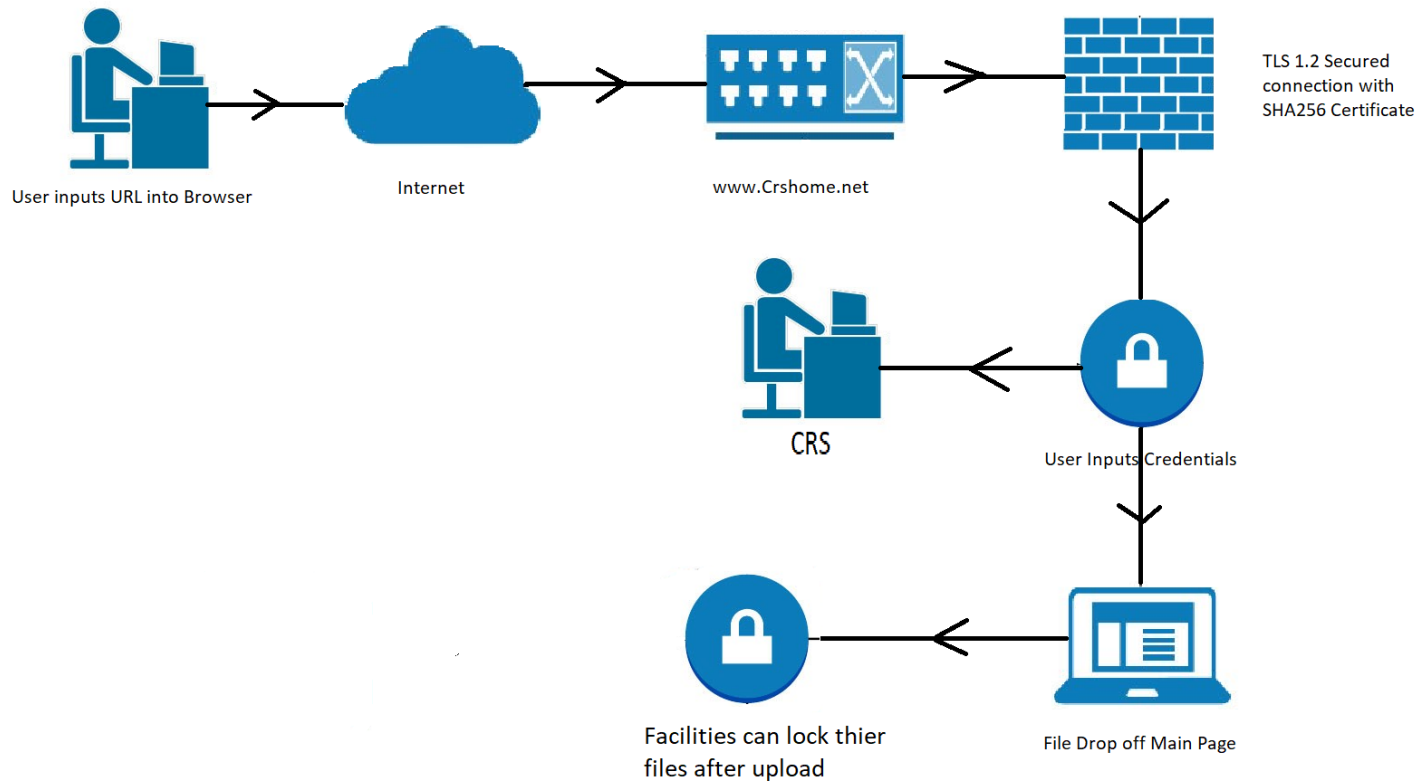 TLS 1.2 Secured
connection with
SHA256 Certificate
User inputs URL into Browser
Internet
www.Crshome.net
CRS
User Inputs Credentials
Facilities can lock thier
files after upload
File Drop off Main Page